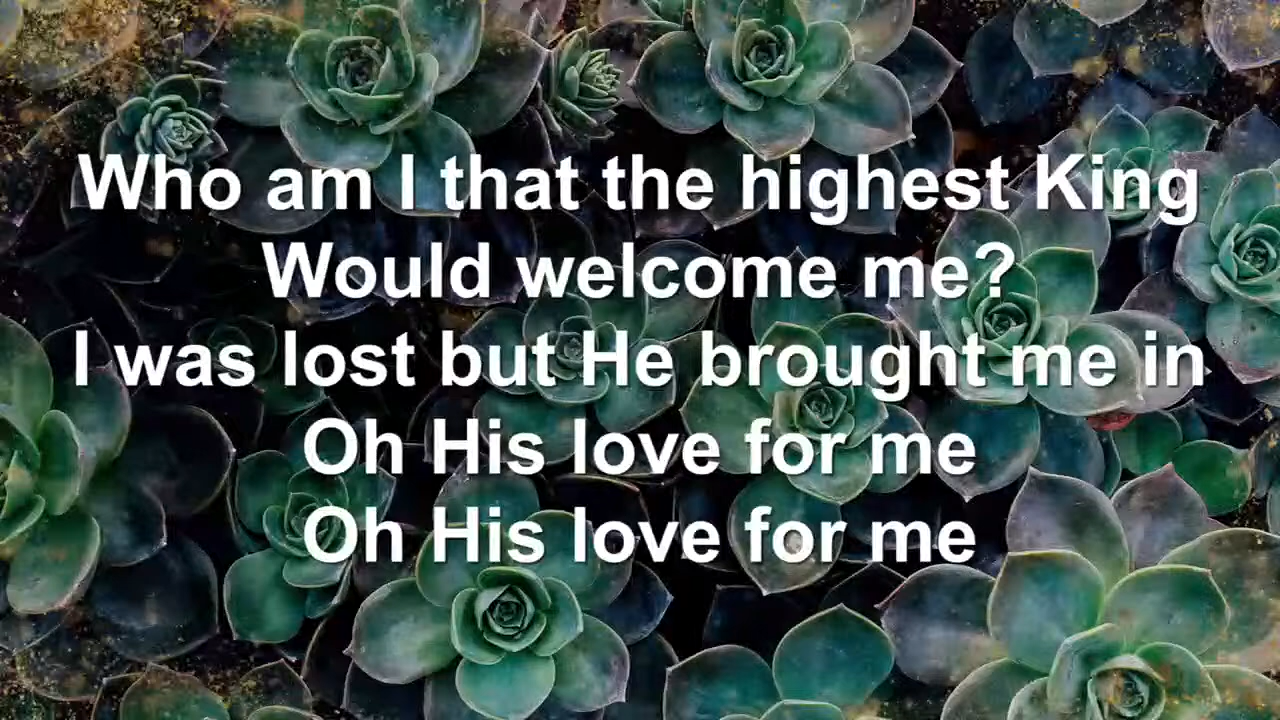 Who am I that the highest King
Would welcome me?
I was lost but He brought me in
Oh His love for me
Oh His love for me